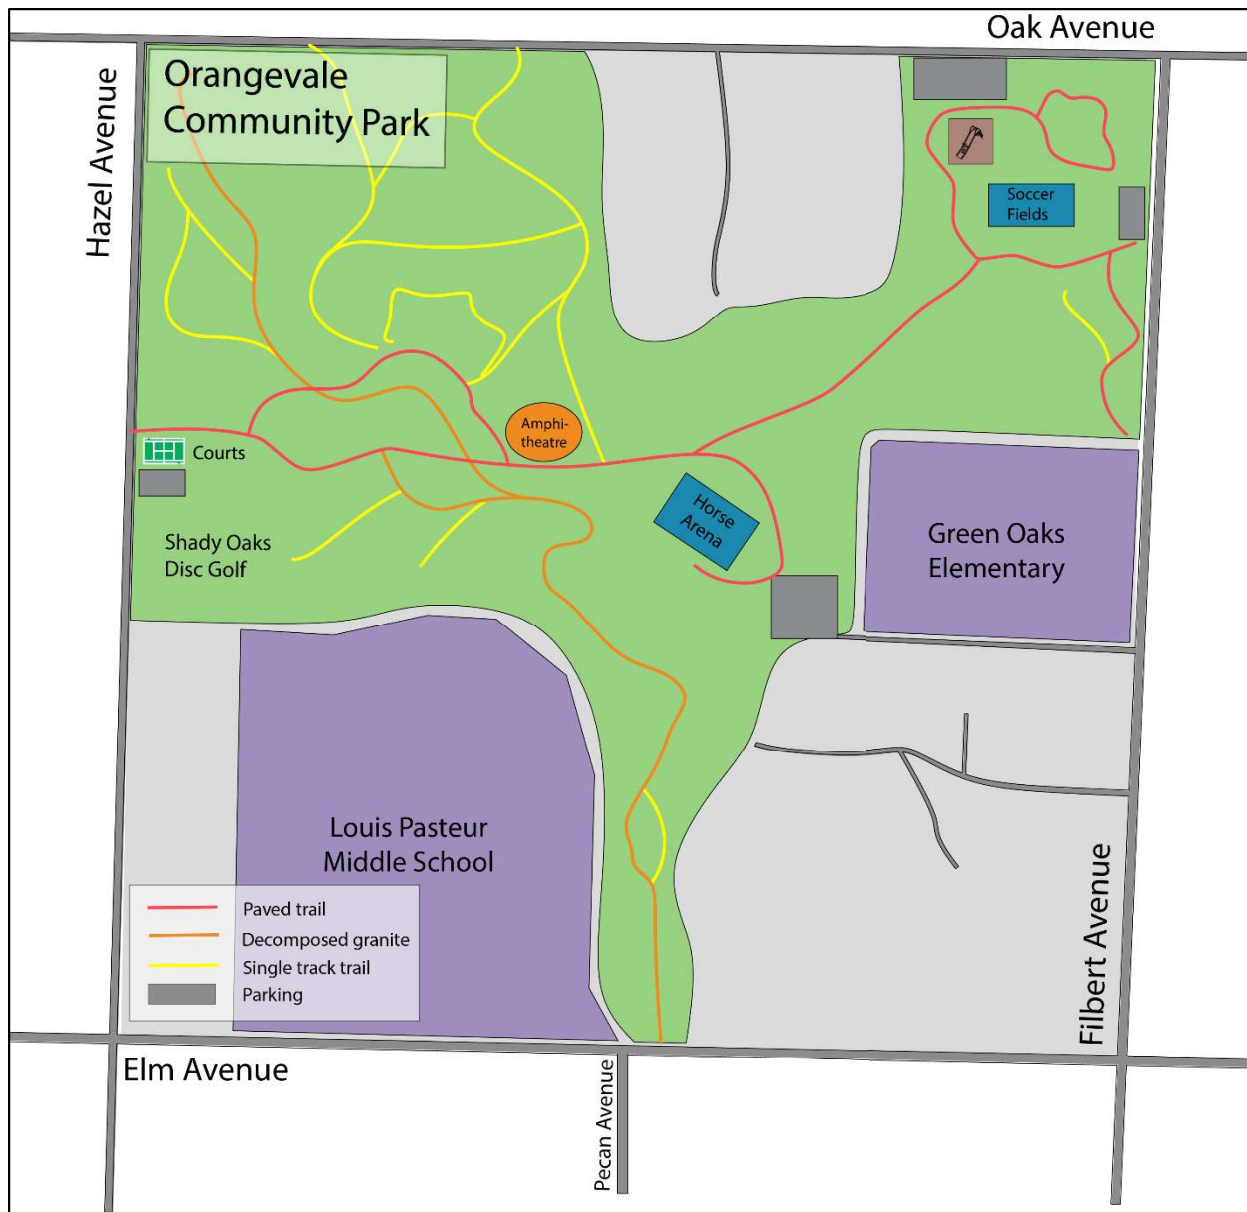 Oak Avenue
Orangevale
Community Park
Hazel Avenue
Soccer
Fields
Amphi-
theatre
Courts
Horse
Arena
Shady Oaks
Disc Golf
Green Oaks
Elementary
Louis Pasteur
Middle School
Paved trail
Decomposed granite
Single track trail
Parking
Filbert Avenue
Elm Avenue
Pecan Avenue